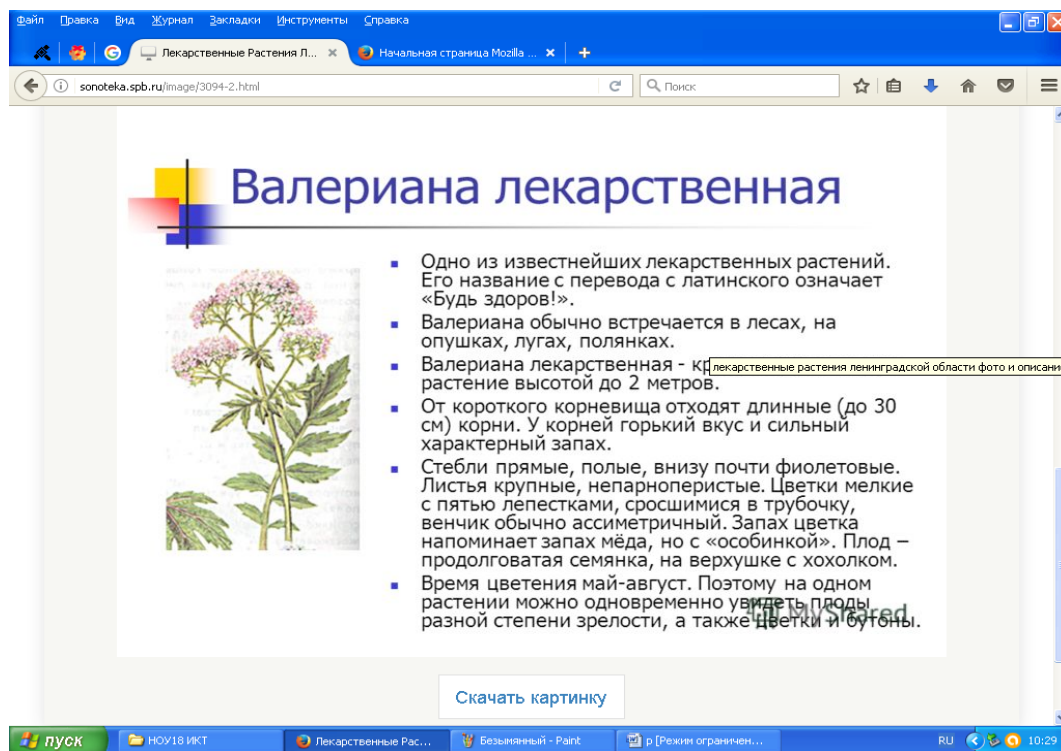 Файл Правка Вид Журнал Закладки Инструменты Справка
Лекарственные Растения Л... Начальная страница Mozilla ...
sonoteka.spb.ru/image/3094-2.html Поиск
Валериана лекарственная
Одно из известнейших лекарственных растений.
Его название с перевода с латинского означает
«Будь здоров!».
Валериана обычно встречается в лесах, на
опушках, лугах, полянках.
Валериана лекарственная - 
лекарственные растения ленинградской области фото и описани
растение высотой до 2 метров.
От короткого корневища отходят длинные (до 30
см) корни. У корней горький вкус и сильный
характерный запах.
Стебли прямые, полые, внизу почти фиолетовые.
Листья крупные, непарноперистые. Цветки мелкие
с пятью лепестками, сросшимися в трубочку,
венчик обычно ассиметричный. Запах цветка
напоминает запах мёда, но с «особинкой». Плод –
продолговатая семянка, на верхушке с хохолком.
Время цветения май-август. Поэтому на одном
растении можно одновременно увидеть плоды
разной степени зрелости, а также цветки и бутоны.
MyShared
Скачать картинку
пуск НОУ18 ИКТ Лекарственные Рас... Безымянный - Paint р [Режим ограничен... RU 10:29